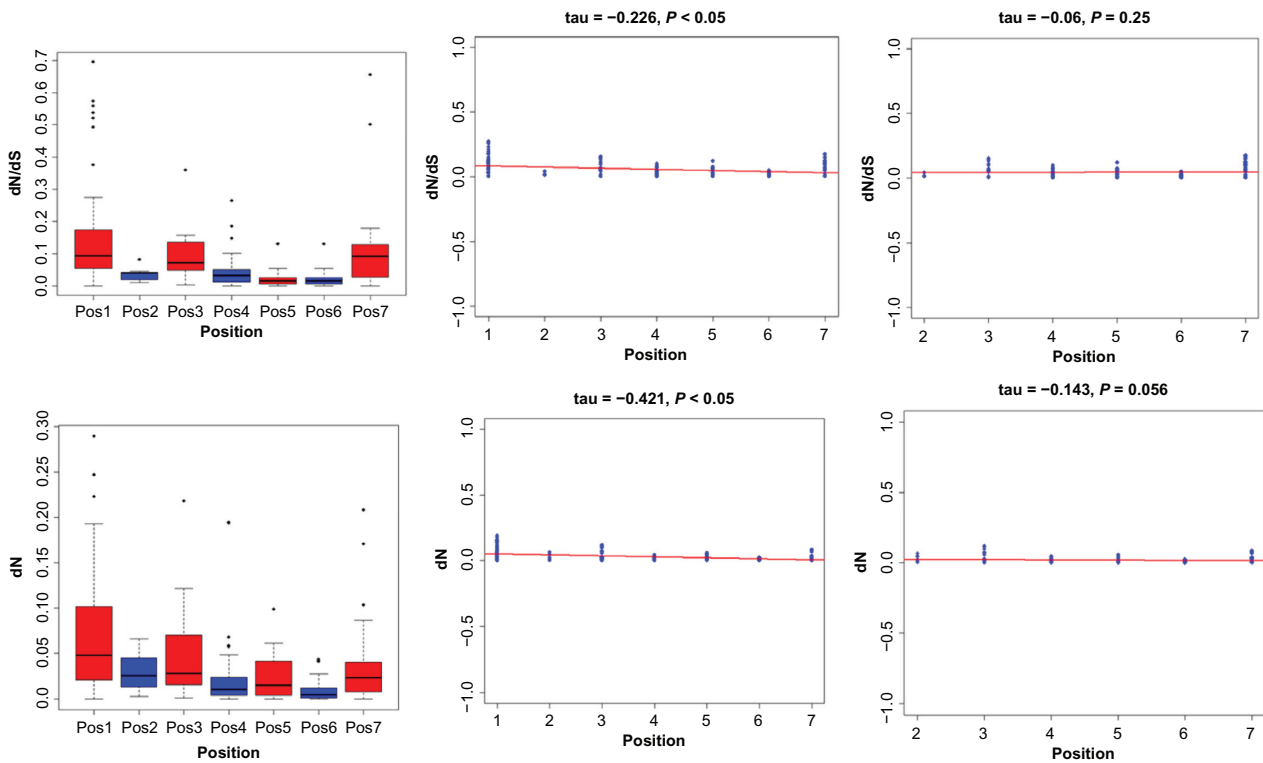 tau = −0.226, P < 0.05
tau = −0.06, P = 0.25
dN/dS
0.7
0.6
0.5
0.4
0.3
0.2
0.1
0.0
Pos1 Pos2 Pos3 Pos4 Pos5 Pos6 Pos7
Position
dN/dS
1.0
0.5
0.0
−0.5
−1.0
1 2 3 4 5 6 7
Position
dN/dS
1.0
0.5
0.0
−0.5
−1.0
2 3 4 5 6 7
Position
tau = −0.421, P < 0.05
tau = −0.143, P = 0.056
dN
0.30
0.25
0.20
0.15
0.10
0.05
0.0
Pos1 Pos2 Pos3 Pos4 Pos5 Pos6 Pos7
Position
dN
1.0
0.5
0.0
−0.5
−1.0
1 2 3 4 5 6 7
Position
dN
1.0
0.5
0.0
−0.5
−1.0
2 3 4 5 6 7
Position